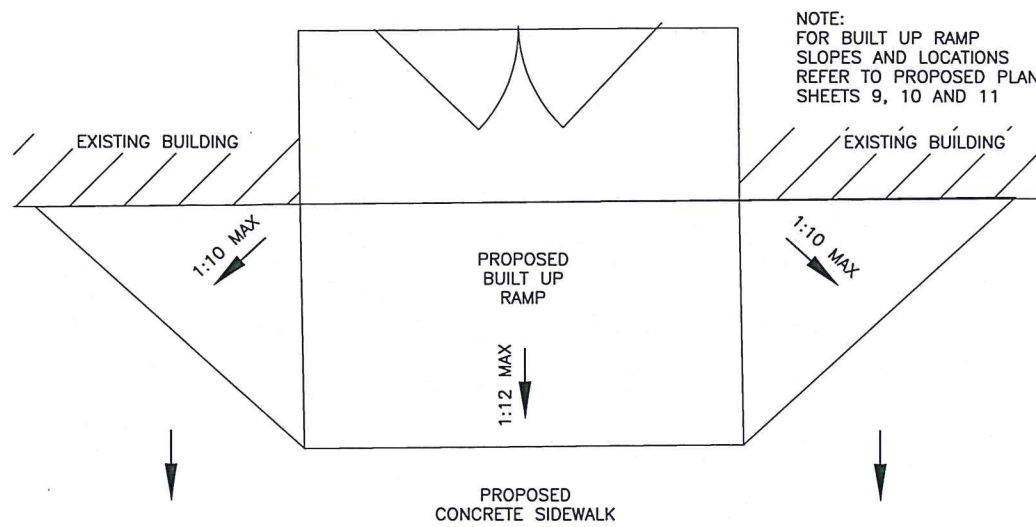 NOTE:
FOR BUILT UP RAMP
SLOPES AND LOCATIONS
REFER TO PROPOSED PLAN
SHEETS 9, 10 AND 11
EXISTING BUILDING
EXISTING BUILDING
1:10 MAX
PROPOSED
BUILT UP
RAMP
1:10 MAX
1:12 MAX
PROPOSED
CONCRETE SIDEWALK